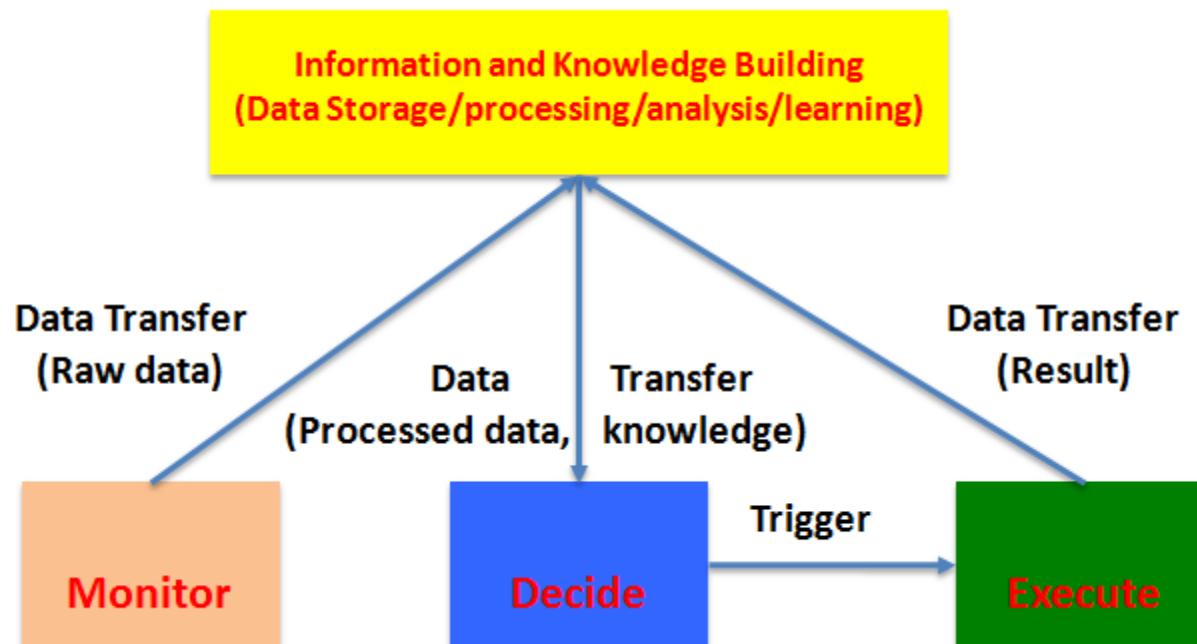 Information and Knowledge Building
(Data Storage/processing/analysis/learning)
Data Transfer
(Raw data)
Data Transfer
(Processed data, knowledge)
Data Transfer
(Result)
Trigger
Monitor
Decide
Execute